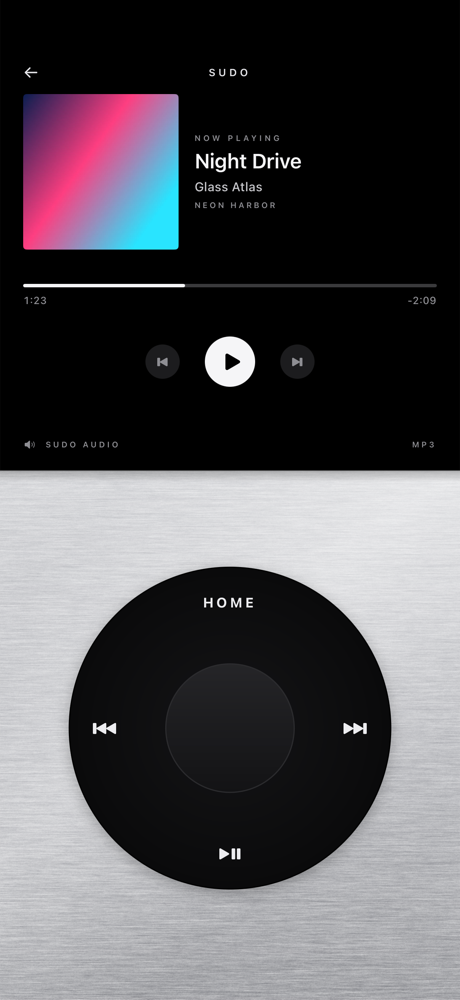 SUDO
NOW PLAYING
Night Drive
Glass Atlas
NEON HARBOR
1:23
-2:09
SUDO AUDIO
MP3
HOME